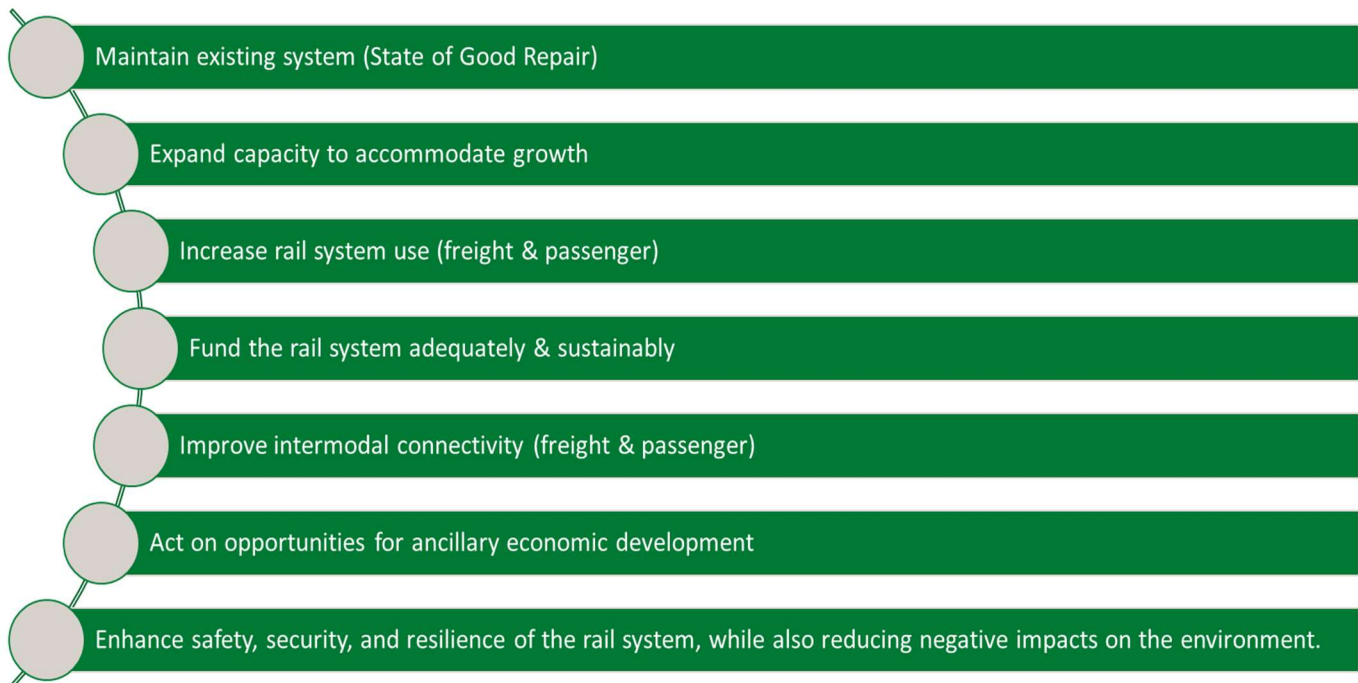 Maintain existing system (State of Good Repair)
Expand capacity to accommodate growth
Increase rail system use (freight & passenger)
Fund the rail system adequately & sustainably
Improve intermodal connectivity (freight & passenger)
Act on opportunities for ancillary economic development
Enhance safety, security, and resilience of the rail system, while also reducing negative impacts on the environment.